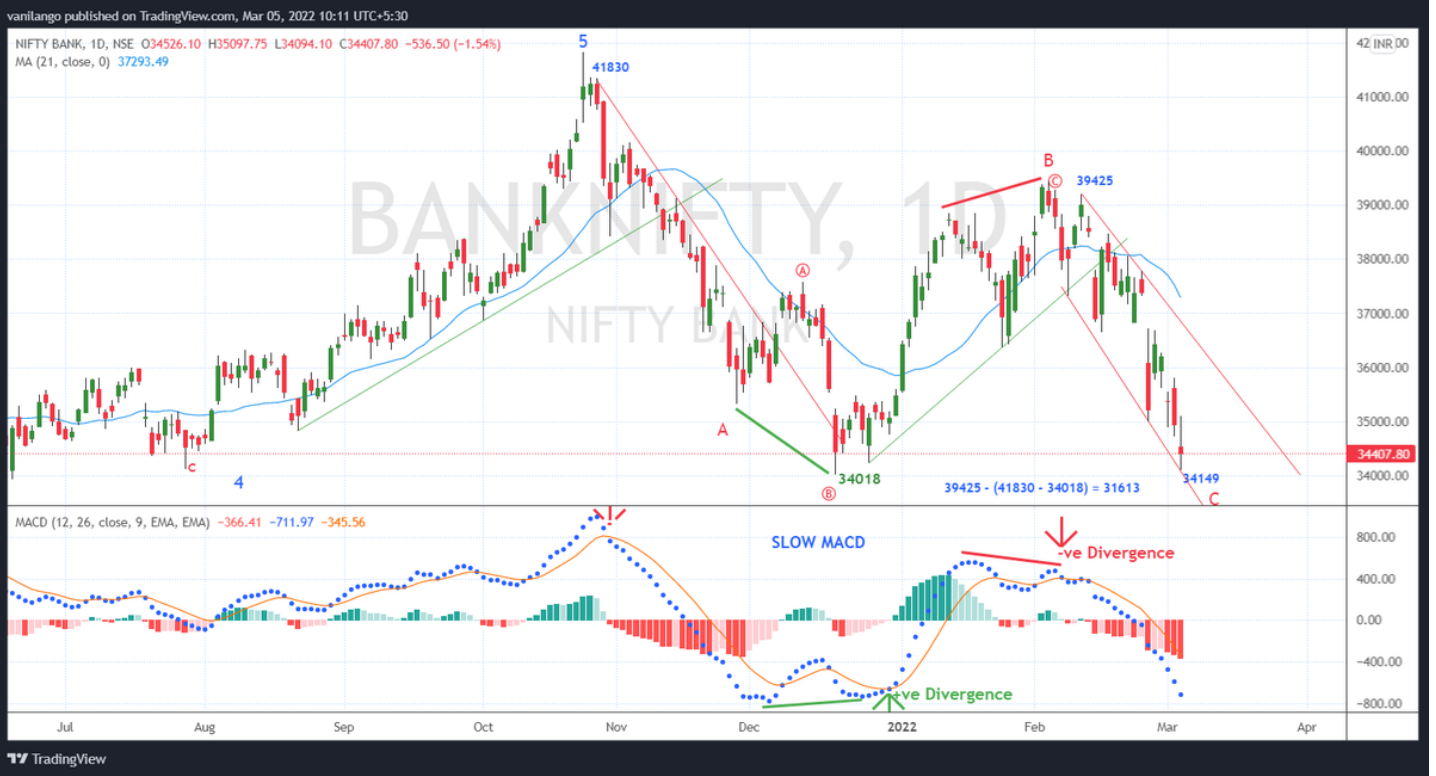 vanilango published on TradingView.com, Mar 05, 2022 10:11 UTC+5:30
NIFTY BANK, 1D, NSE O34526.10 H35097.75 L34094.10 C34407.80 −536.50 (−1.54%)
MA (21, close, 0) 37293.49
BANKNIFTY, 1D
NIFTY BANK
INR
41000.00
40000.00
39000.00
38000.00
37000.00
36000.00
35000.00
34407.80
34000.00
5
41830
B
C
39425
A
A
34018
B
c
4
39425 - (41830 - 34018) = 31613
34149
C
MACD (12, 26, close, 9, EMA, EMA) −366.41 −711.97 −345.56
SLOW MACD
-ve Divergence
+ve Divergence
800.00
400.00
0.00
−400.00
−800.00
Jul Aug Sep Oct Nov Dec 2022 Feb Mar Apr
TradingView